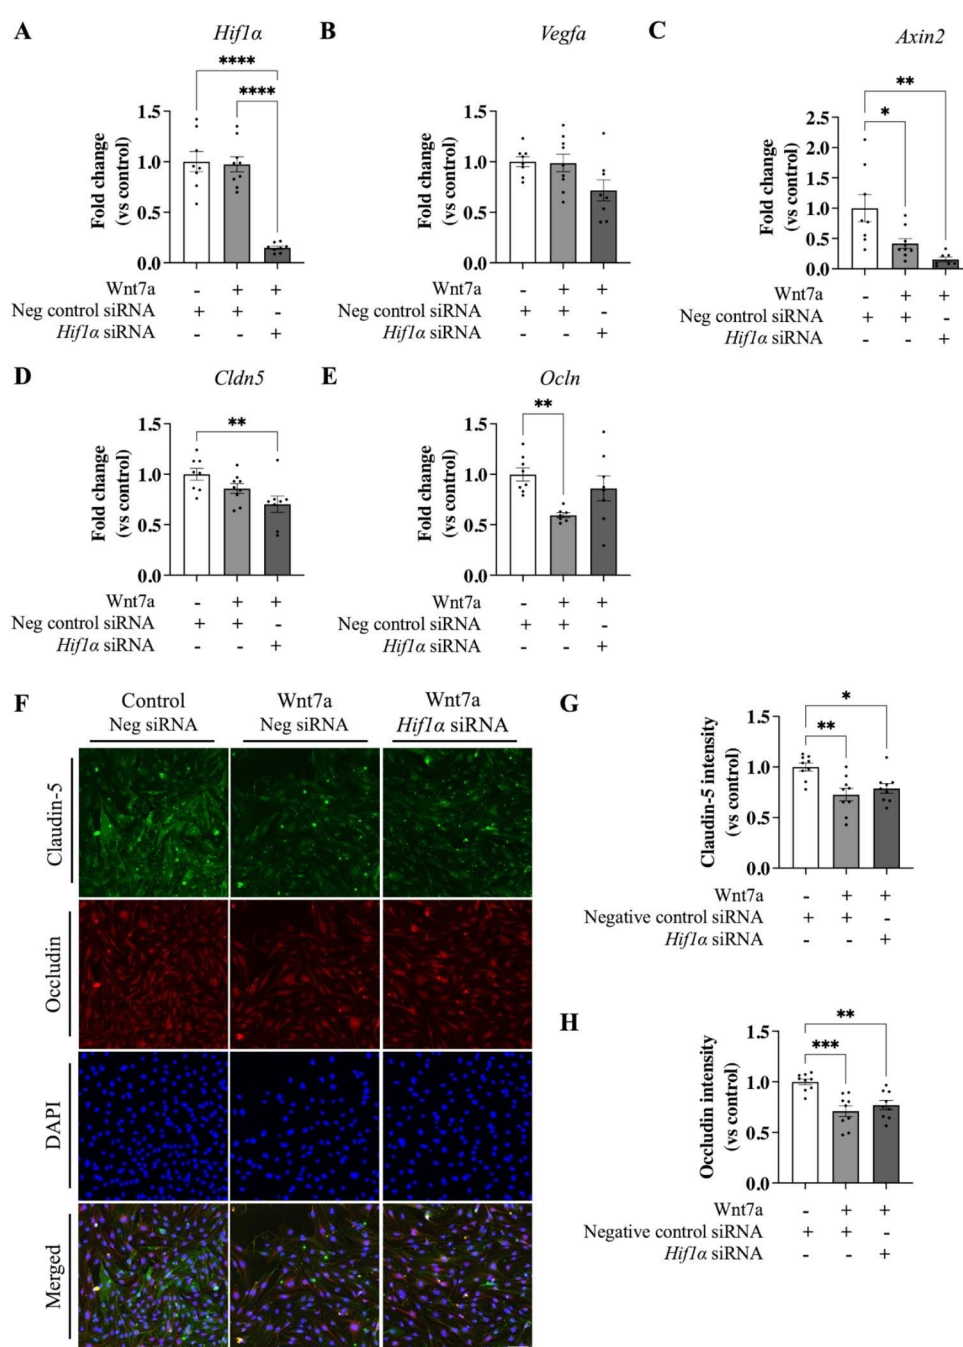 A
Hif1α
****
****
Fold change
(vs control)
1.5
1.0
0.5
0.0
Wnt7a - + +
Neg control siRNA + + -
Hif1α siRNA - - +
B
Vegfa
Fold change
(vs control)
1.5
1.0
0.5
0.0
Wnt7a - + +
Neg control siRNA + + -
Hif1α siRNA - - +
C
Axin2
**
*
Fold change
(vs control)
2.5
2.0
1.5
1.0
0.5
0.0
Wnt7a - + +
Neg control siRNA + + -
Hif1α siRNA - - +
D
Cldn5
**
Fold change
(vs control)
1.5
1.0
0.5
0.0
Wnt7a - + +
Neg control siRNA + + -
Hif1α siRNA - - +
E
Ocln
**
Fold change
(vs control)
1.5
1.0
0.5
0.0
Wnt7a - + +
Neg control siRNA + + -
Hif1α siRNA - - +
F
Control
Neg siRNA
Wnt7a
Neg siRNA
Wnt7a
Hif1α siRNA
Claudin-5
Occludin
DAPI
Merged
G
*
**
Claudin-5 intensity
(vs control)
1.5
1.0
0.5
0.0
Wnt7a - + +
Negative control siRNA + + -
Hif1α siRNA - - +
H
**
***
Occludin intensity
(vs control)
1.5
1.0
0.5
0.0
Wnt7a - + +
Negative control siRNA + + -
Hif1α siRNA - - +